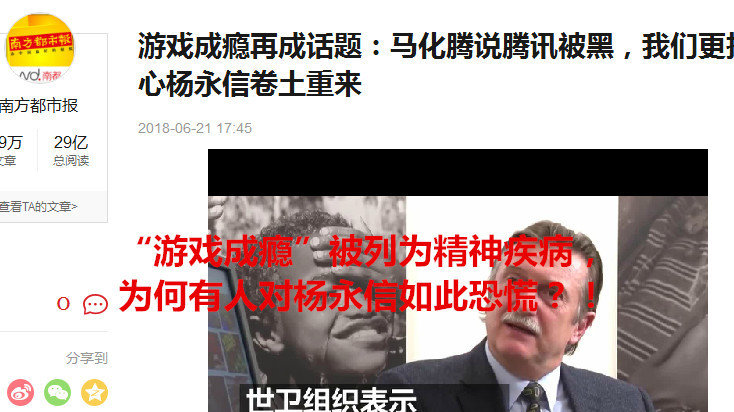 游戏成瘾再成话题：马化腾说腾讯被黑，我们更担
心杨永信卷土重来
2018-06-21 17:45
南方都市报
南都
南方都市报
9万
29亿
文章
总阅读
查看TA的文章>
“游戏成瘾”被列为精神疾病，
为何有人对杨永信如此恐慌？！
0
分享到
世卫组织表示